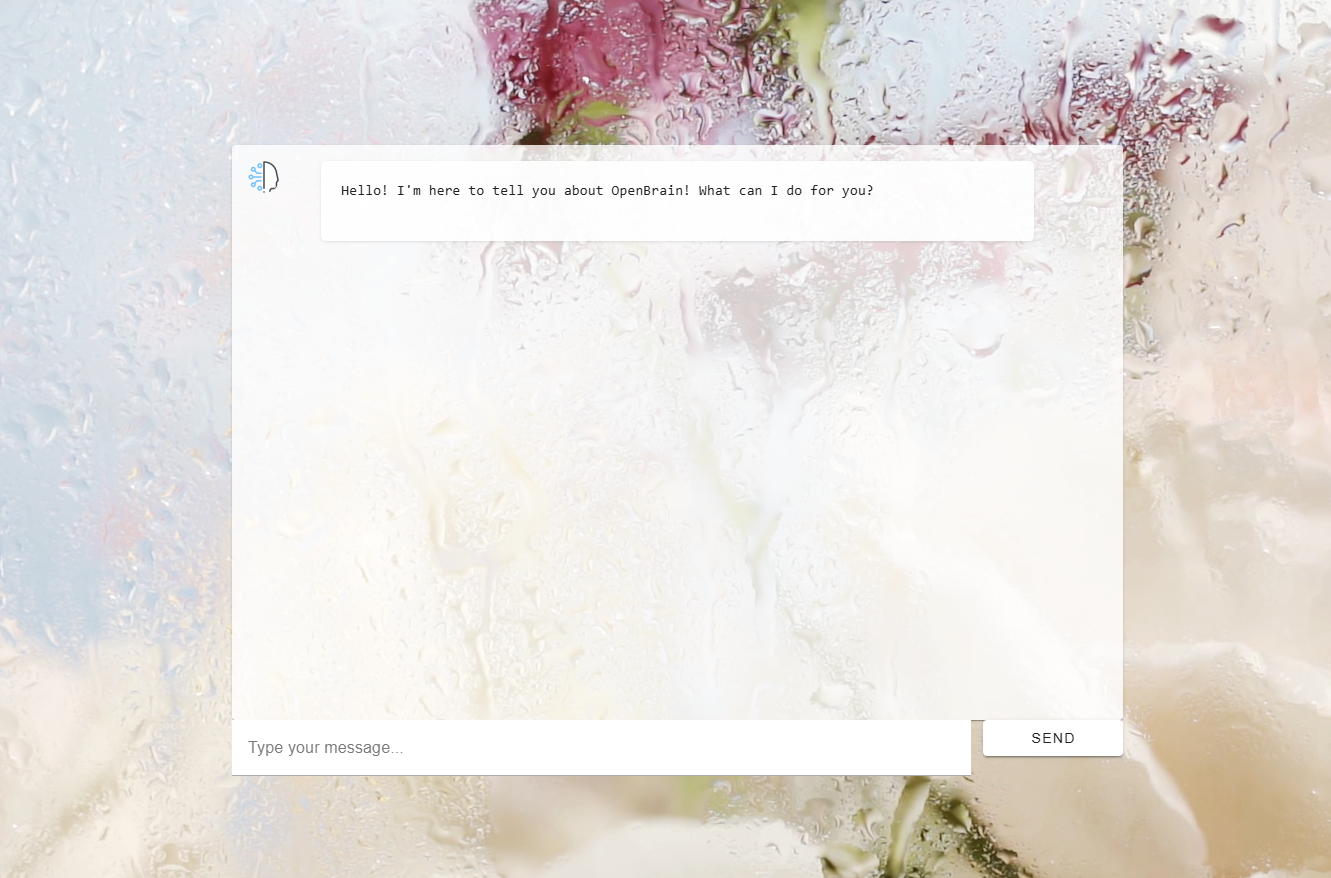 Hello! I'm here to tell you about OpenBrain! What can I do for you?
Type your message...
SEND